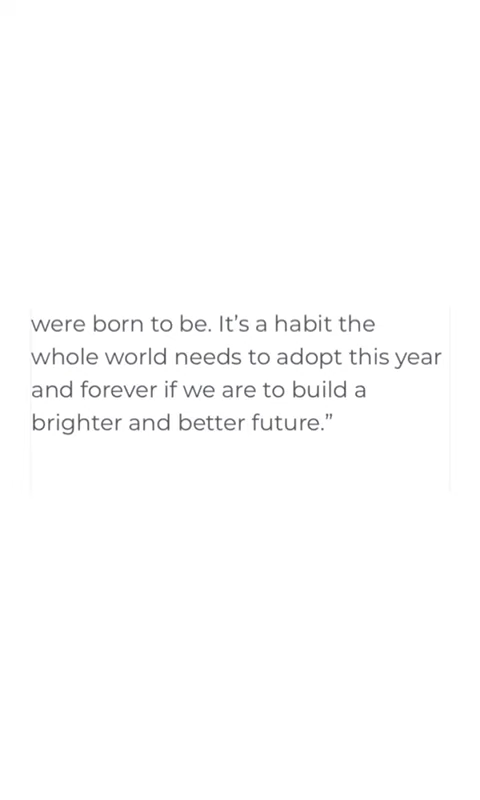 were born to be. It’s a habit the
whole world needs to adopt this year
and forever if we are to build a
brighter and better future.”